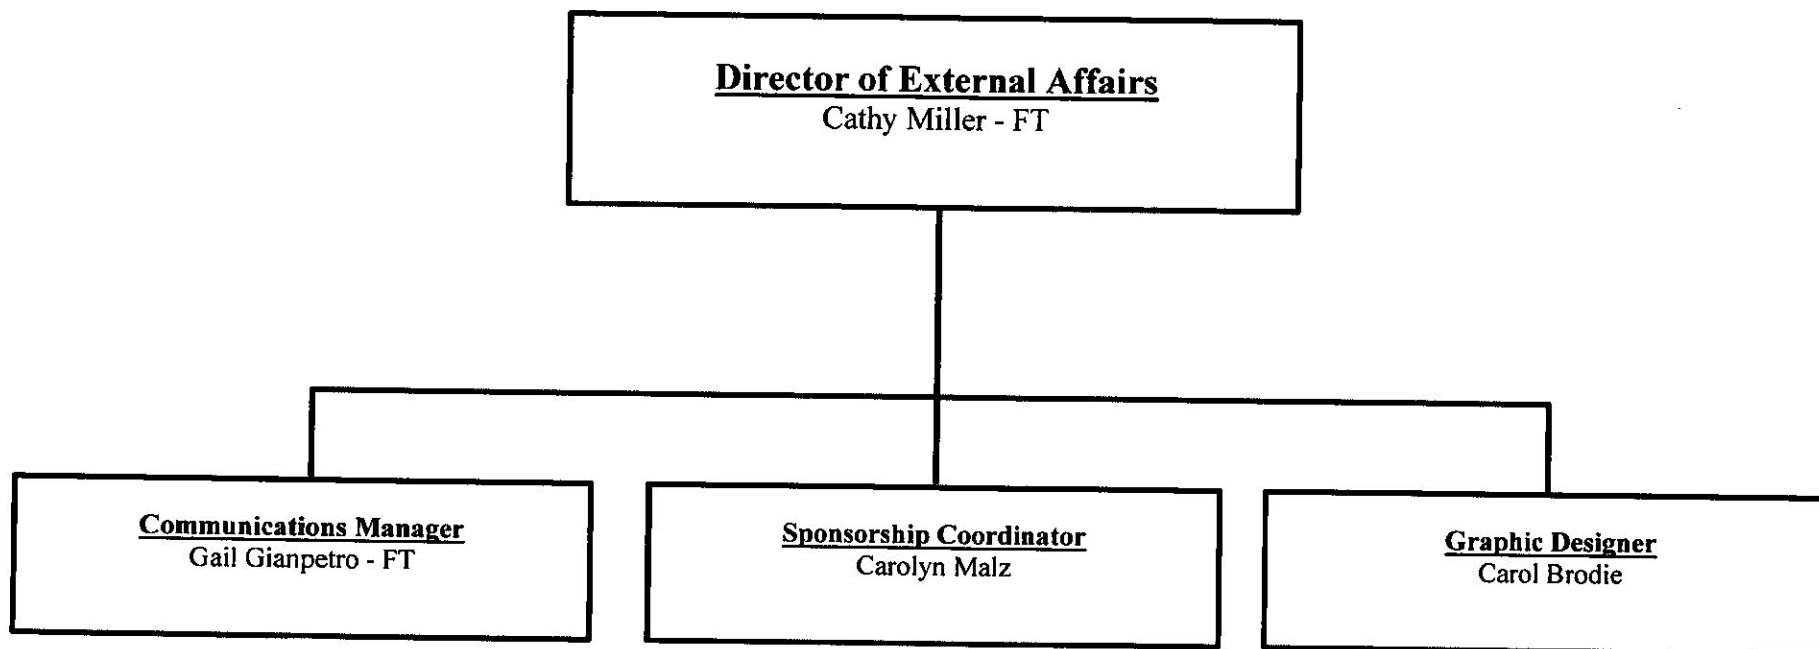 Director of External Affairs
Cathy Miller - FT
Communications Manager
Gail Gianpetro - FT
Sponsorship Coordinator
Carolyn Malz
Graphic Designer
Carol Brodie